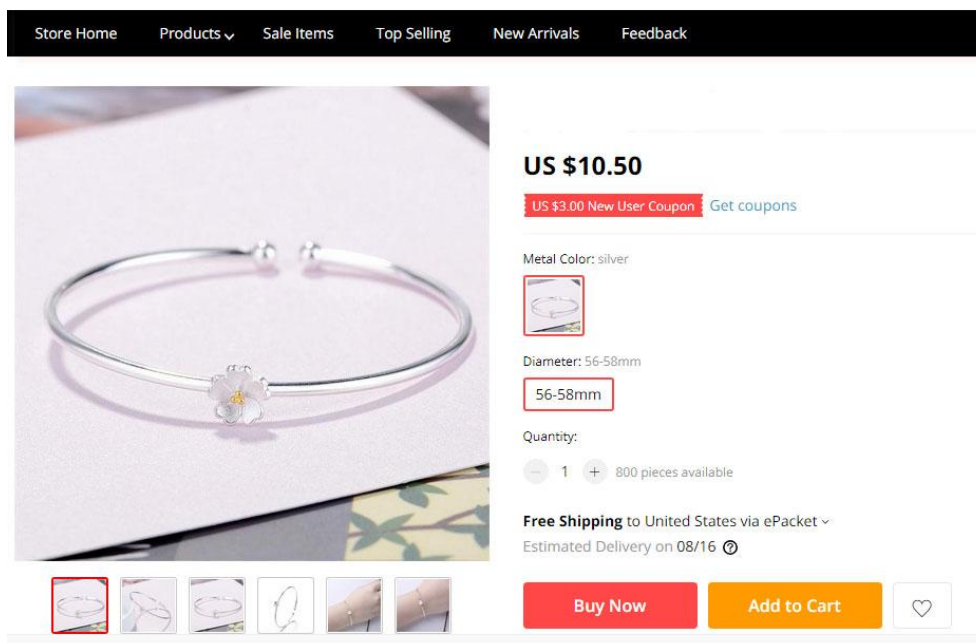 Store Home Products Sale Items Top Selling New Arrivals Feedback
US $10.50
US $3.00 New User Coupon Get coupons
Metal Color: silver
Diameter: 56-58mm
56-58mm
Quantity:
− 1 + 800 pieces available
Free Shipping to United States via ePacket
Estimated Delivery on 08/16 ?
Buy Now Add to Cart